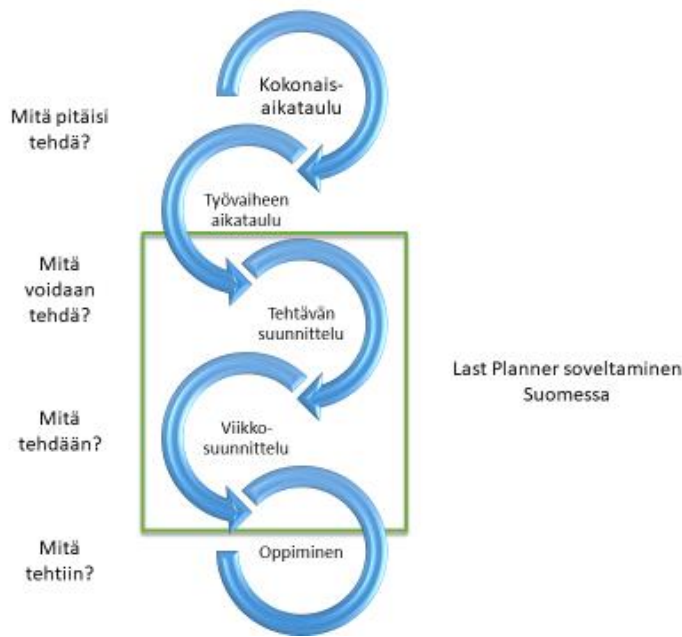 Kokonais-
aikataulu
Mitä pitäisi
tehdä?
Työvaiheen
aikataulu
Mitä
voidaan
tehdä?
Tehtävän
suunnittelu
Last Planner soveltaminen
Suomessa
Mitä
tehdään?
Viikko-
suunnittelu
Mitä
tehtiin?
Oppiminen